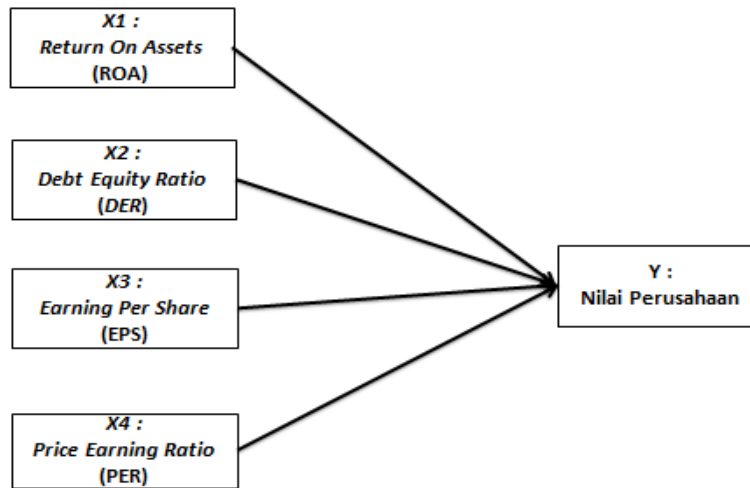 X1 :
Return On Assets
(ROA)
X2 :
Debt Equity Ratio
(DER)
X3 :
Earning Per Share
(EPS)
X4 :
Price Earning Ratio
(PER)
Y :
Nilai Perusahaan